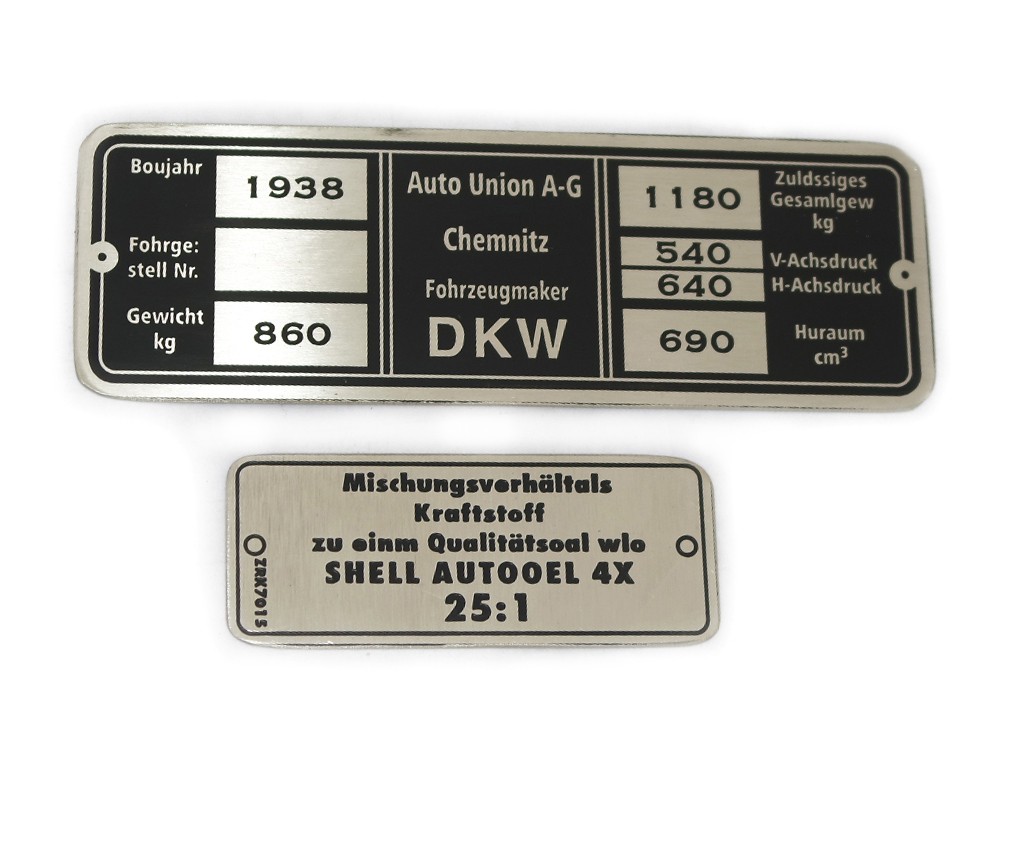 Boujahr 1938
Fohrge:
stell Nr.
Gewicht
kg
860
Auto Union A-G
Chemnitz
Fohrzeugmaker
DKW
1180
Zuldssiges
Gesamlgew
kg
540 V-Achsdruck
640 H-Achsdruck
690
Huraum
cm³
Mischungsverhältals
Kraftstoff
zu einm Qualitätsoal wlo
SHELL AUTOOEL 4X
25:1
ZRK7015